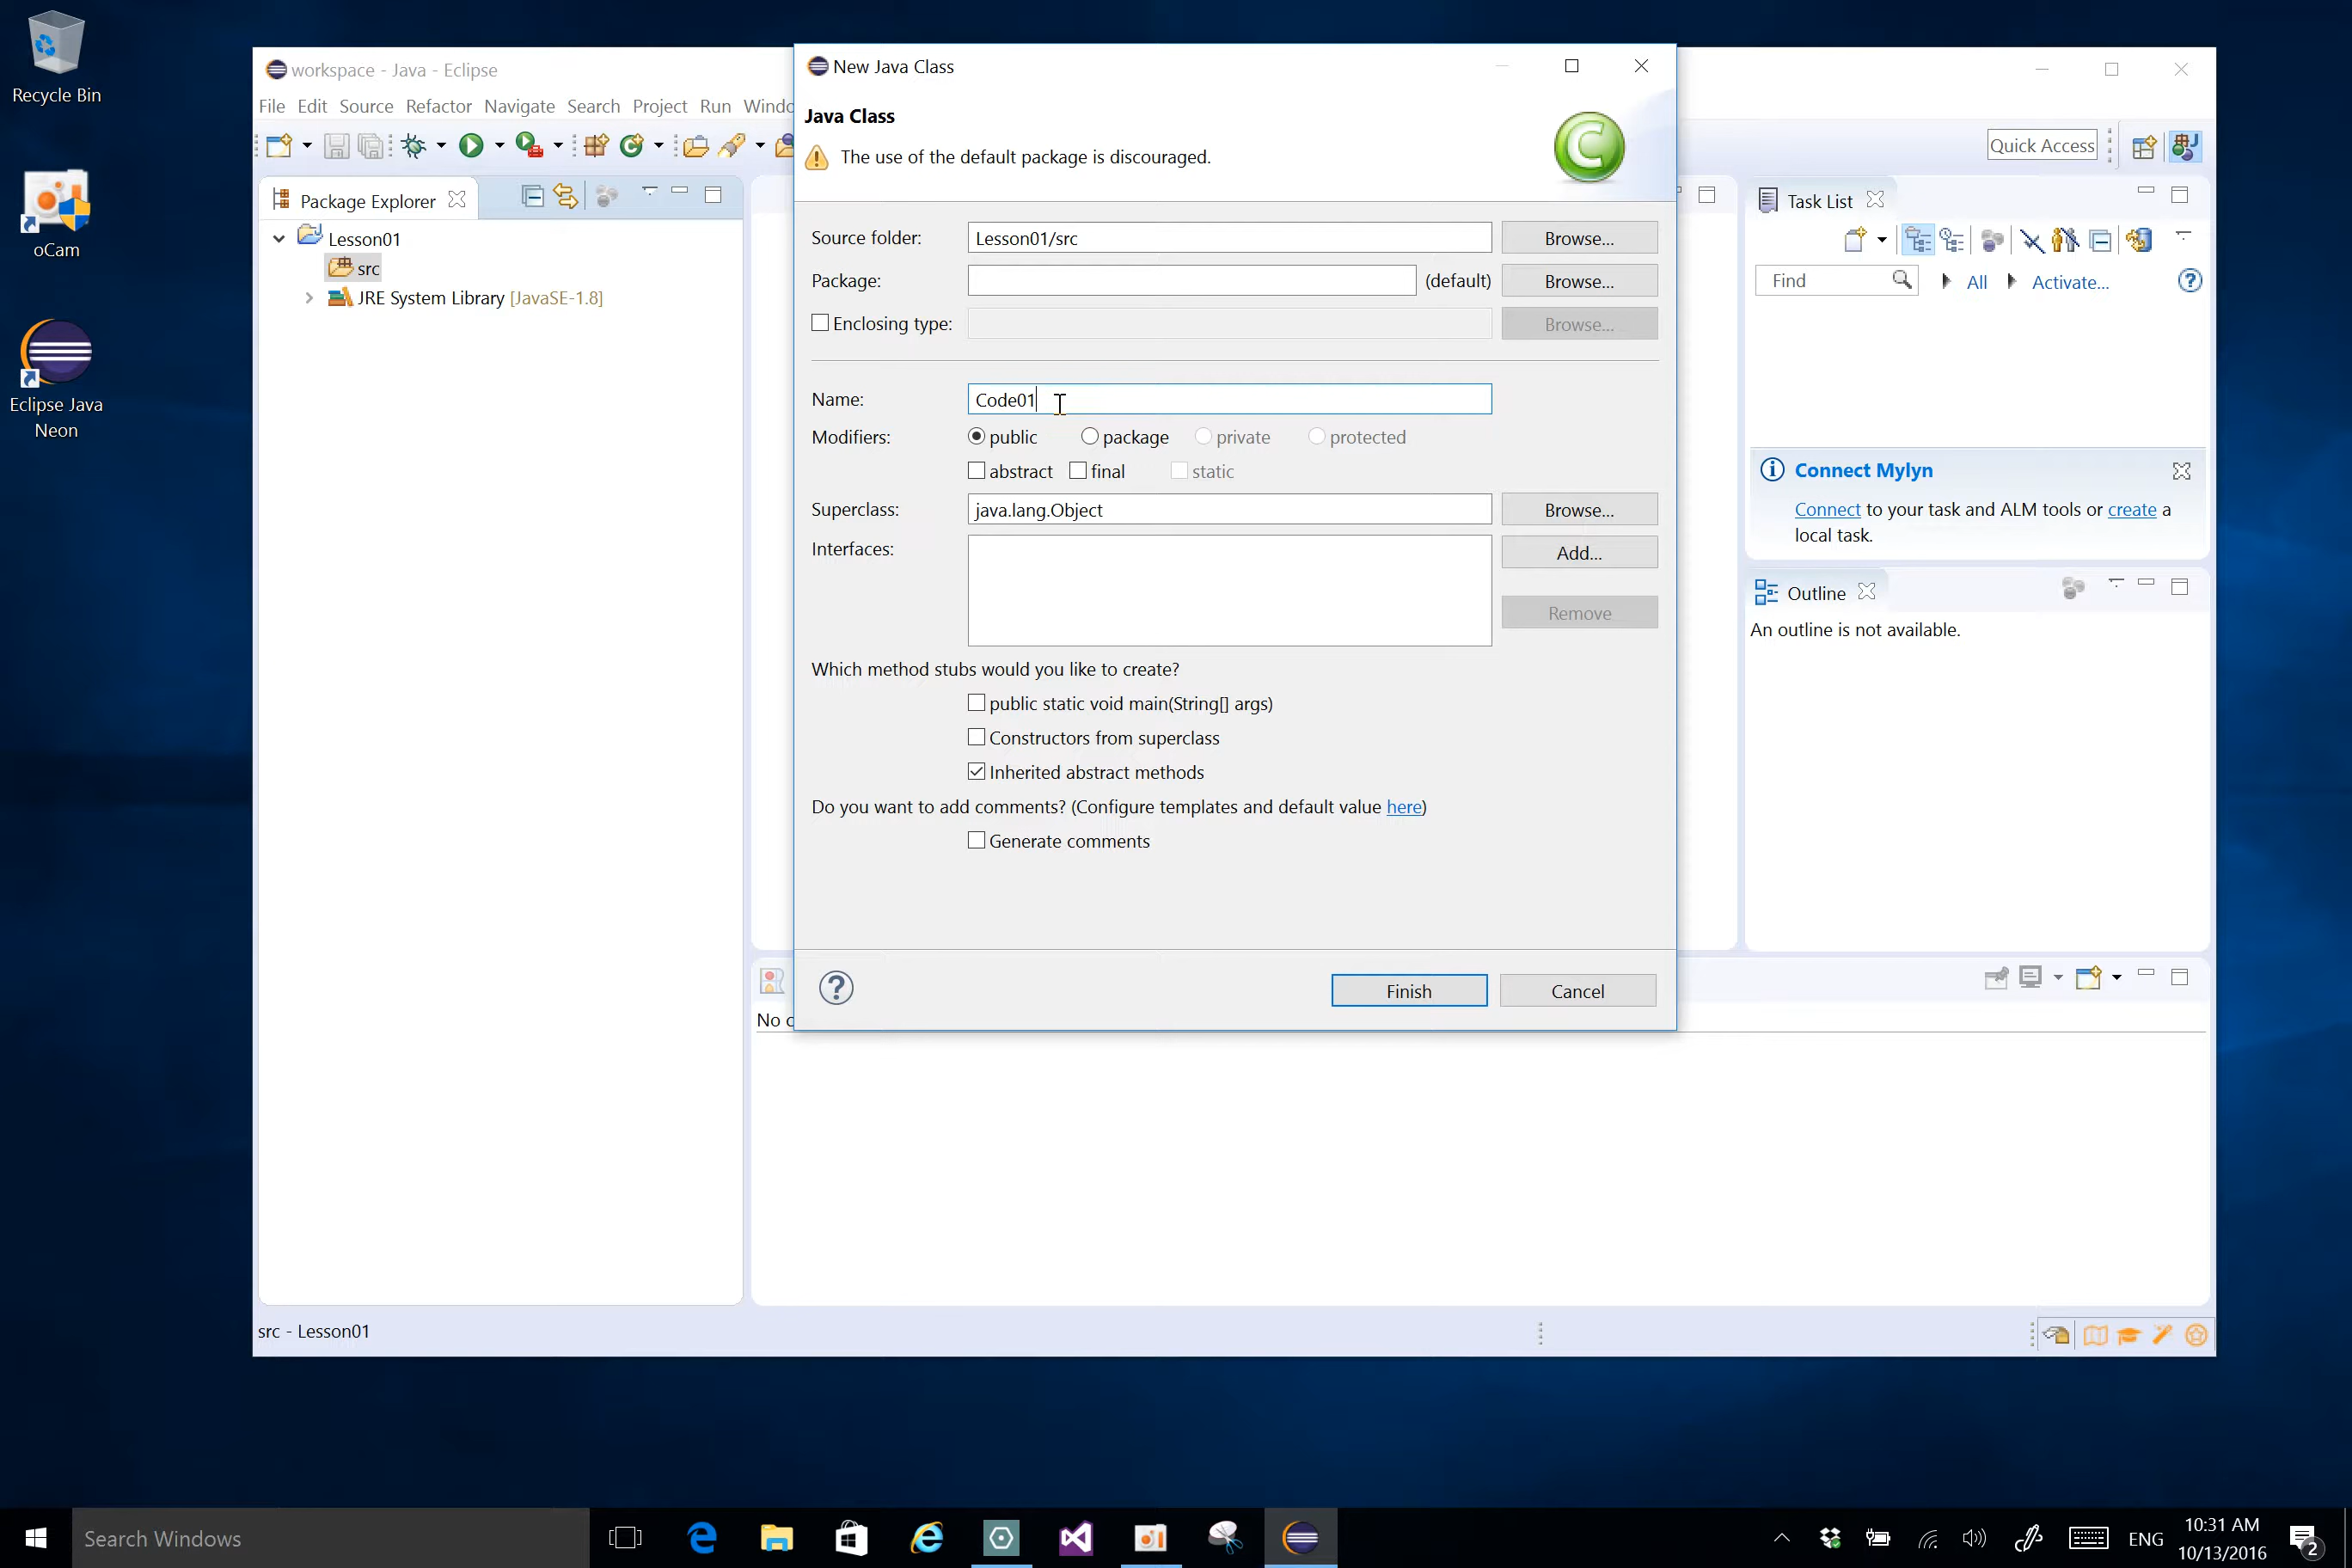 Recycle Bin
oCam
Eclipse Java
Neon
workspace - Java - Eclipse
File Edit Source Refactor Navigate Search Project Run Windo
Quick Access
Package Explorer
Lesson01
src
JRE System Library [JavaSE-1.8]
New Java Class
Java Class
The use of the default package is discouraged.
C
Source folder: Lesson01/src Browse...
Package: (default) Browse...
Enclosing type: Browse...
Name: Code01
Modifiers: public package private protected
abstract final static
Superclass: java.lang.Object Browse...
Interfaces: Add...
Remove
Which method stubs would you like to create?
public static void main(String[] args)
Constructors from superclass
Inherited abstract methods
Do you want to add comments? (Configure templates and default value here)
Generate comments
? Finish Cancel
Task List
Find All Activate...
Connect Mylyn
Connect to your task and ALM tools or create a
local task.
Outline
An outline is not available.
No c
src - Lesson01
Search Windows
ENG
10:31 AM
10/13/2016
2